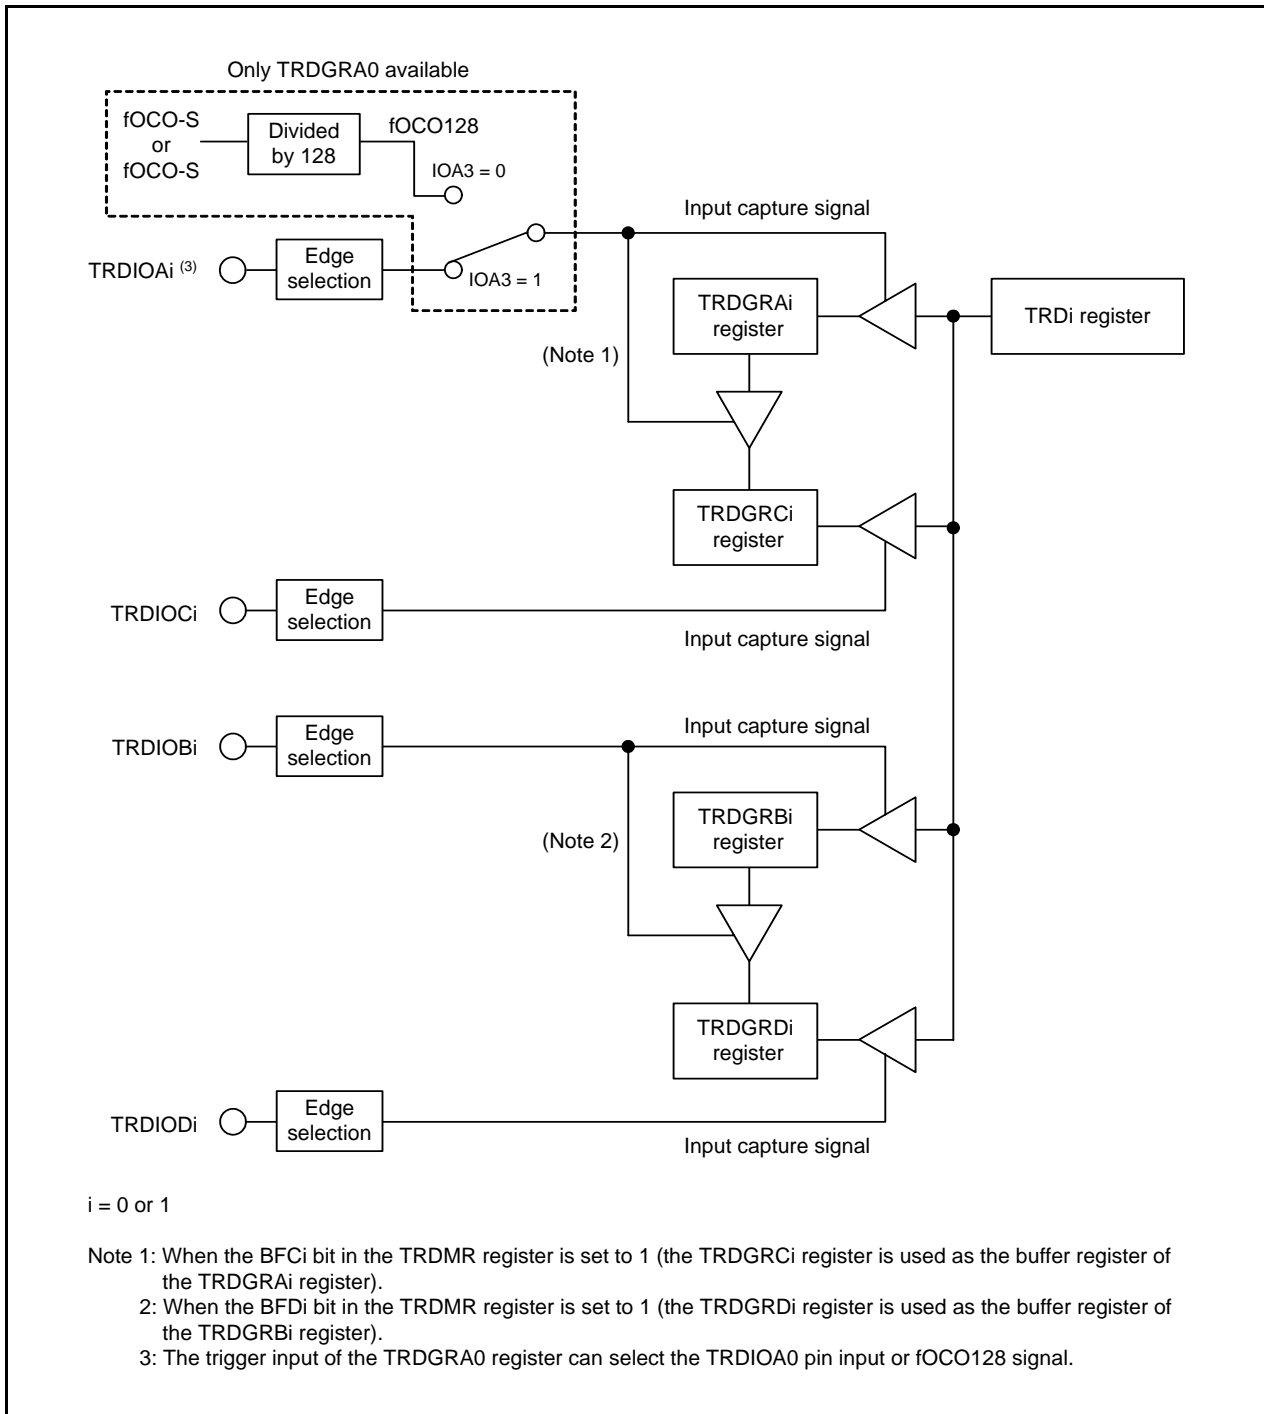 Only TRDGRA0 available
fOCO-S
or
fOCO-S
Divided
by 128
fOCO128
IOA3 = 0
Input capture signal
TRDIOAi (3)
Edge
selection
IOA3 = 1
TRDGRAi
register
TRDi register
(Note 1)
TRDGRCi
register
TRDIOCi
Edge
selection
Input capture signal
TRDIOBi
Edge
selection
Input capture signal
TRDGRBi
register
(Note 2)
TRDGRDi
register
TRDIODi
Edge
selection
Input capture signal
i = 0 or 1
Note 1: When the BFCi bit in the TRDMR register is set to 1 (the TRDGRCi register is used as the buffer register of
the TRDGRAi register).
2: When the BFDi bit in the TRDMR register is set to 1 (the TRDGRDi register is used as the buffer register of
the TRDGRBi register).
3: The trigger input of the TRDGRA0 register can select the TRDIOA0 pin input or fOCO128 signal.